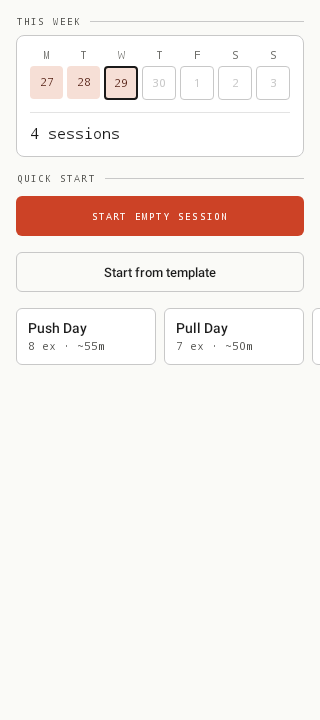 THIS WEEK
M T W T F S S
27 28 29 30 1 2 3
4 sessions
QUICK START
START EMPTY SESSION
Start from template
Push Day Pull Day
8 ex · ~55m 7 ex · ~50m